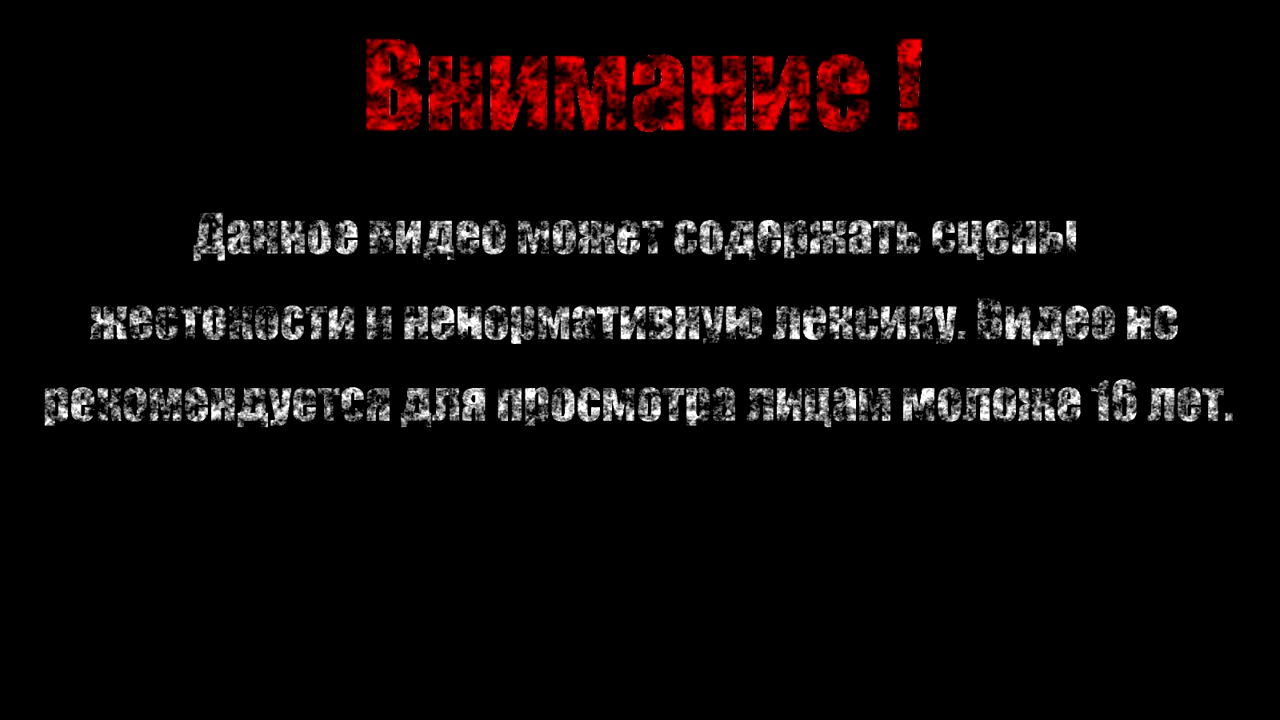 Внимание !
Данное видео может содержать сцены
жестокости и ненормативную лексику. Видео не
рекомендуется для просмотра лицам моложе 16 лет.